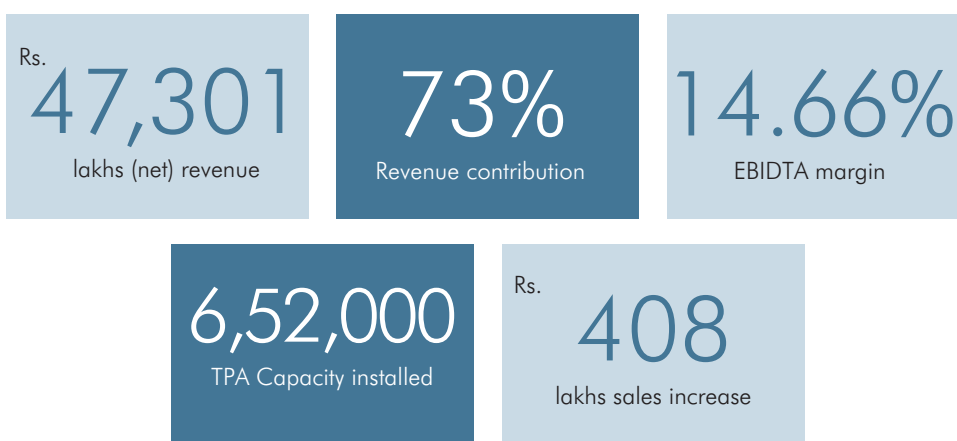 Rs.
47,301
lakhs (net) revenue
73%
Revenue contribution
14.66%
EBIDTA margin
6,52,000
TPA Capacity installed
Rs.
408
lakhs sales increase